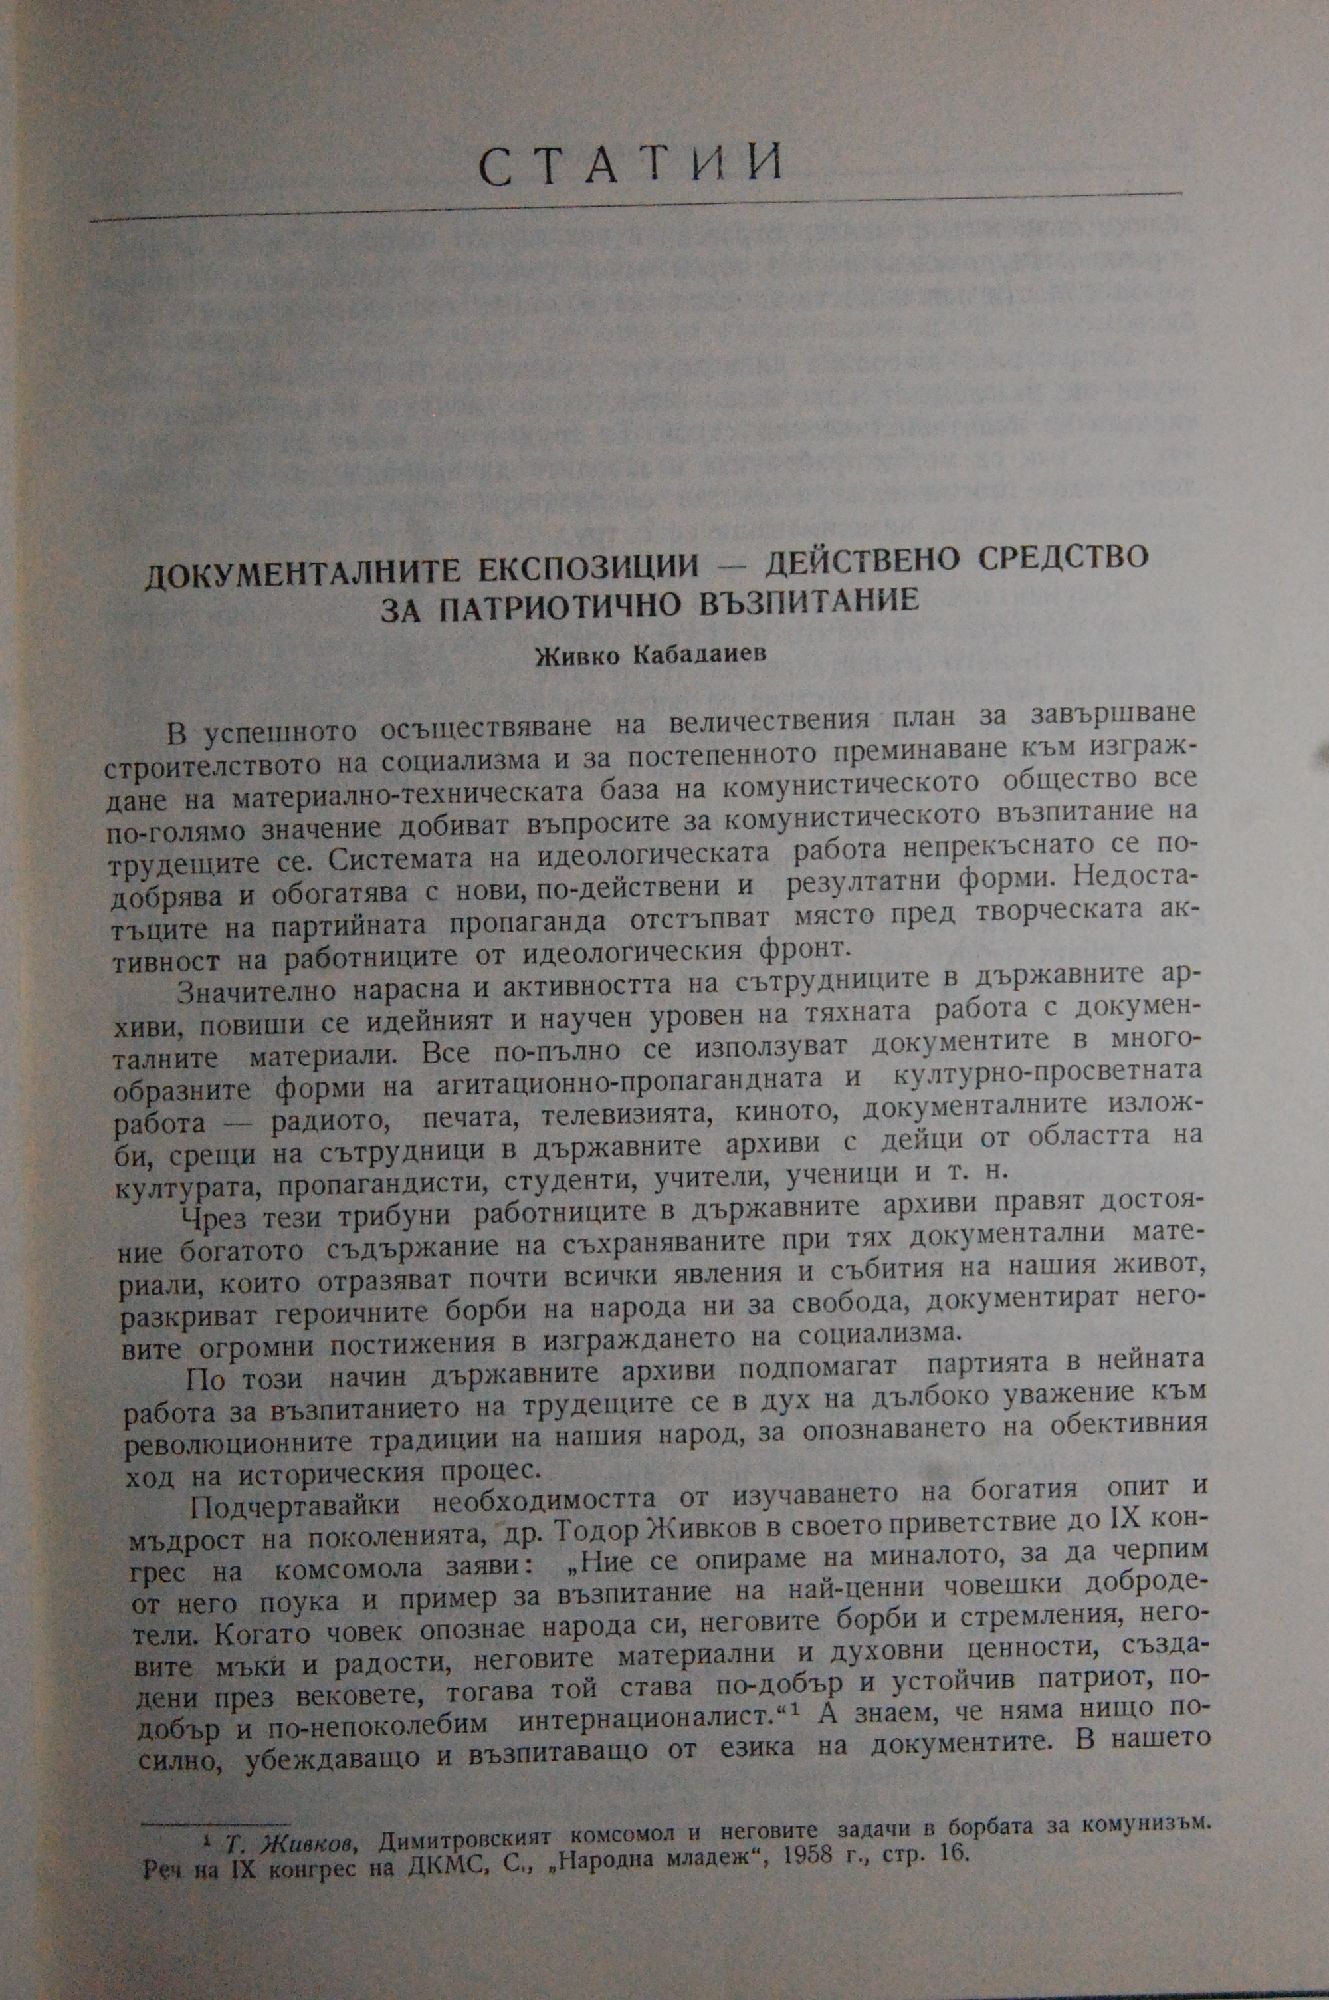 СТАТИИ
ДОКУМЕНТАЛНИТЕ ЕКСПОЗИЦИИ — ДЕЙСТВЕНО СРЕДСТВО
ЗА ПАТРИОТИЧНО ВЪЗПИТАНИЕ
Живко Кабадаиев
В успешното осъществяване на величествения план за завършване
строителството на социализма и за постепенното преминаване към изграж-
дане на материално-техническата база на комунистическото общество все
по-голямо значение добиват въпросите за комунистическото възпитание на
трудещите се. Системата на идеологическата работа непрекъснато се по-
добрява и обогатява с нови, по-действени и резултатни форми. Недоста-
тъците на партийната пропаганда отстъпват място пред творческата ак-
тивност на работниците от идеологическия фронт.
Значително нарасна и активността на сътрудниците в държавните ар-
хиви, повиши се идейният и научен уровен на тяхната работа с докумен-
талните материали. Все по-пълно се използуват документите в много-
образните форми на агитационно-пропагандната и културно-просветната
работа — радиото, печата, телевизията, киното, документалните излож-
би, срещи на сътрудници в държавните архиви с дейци от областта на
културата, пропагандисти, студенти, учители, ученици и т. н.
Чрез тези трибуни работниците в държавните архиви правят достоя-
ние богатото съдържание на съхраняваните при тях документални мате-
риали, които отразяват почти всички явления и събития на нашия живот,
разкриват героичните борби на народа ни за свобода, документират него-
вите огромни постижения в изграждането на социализма.
По този начин държавните архиви подпомагат партията в нейната
работа за възпитанието на трудещите се в дух на дълбоко уважение към
революционните традиции на нашия народ, за опознаването на обективния
ход на историческия процес.
Подчертавайки необходимостта от изучаването на богатия опит и
мъдрост на поколенията, др. Тодор Живков в своето приветствие до IX кон-
грес на комсомола заяви: „Ние се опираме на миналото, за да черпим
от него поука и пример за възпитание на най-ценни човешки доброде-
тели. Когато човек опознае народа си, неговите борби и стремления, него-
вите мъки и радости, неговите материални и духовни ценности, създа-
дени през вековете, тогава той става по-добър и устойчив патриот, по-
добър и по-непоколебим интернационалист.“¹ А знаем, че няма нищо по-
силно, убеждаващо и възпитаващо от езика на документите. В нашето
¹ Т. Живков, Димитровският комсомол и неговите задачи в борбата за комунизъм.
Реч на IX конгрес на ДКМС, С., „Народна младеж“, 1958 г., стр. 16.